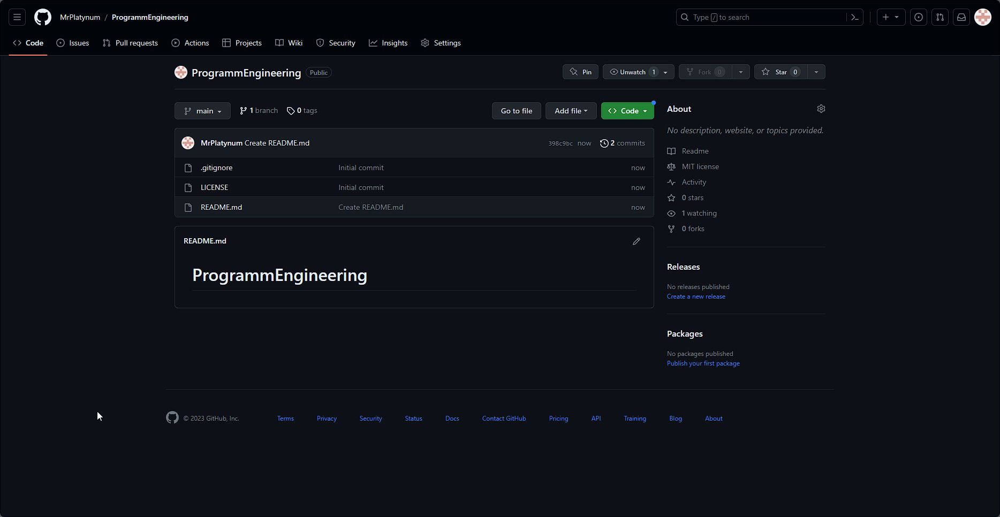 MrPlatynum / ProgrammEngineering
Type / to search
Code Issues Pull requests Actions Projects Wiki Security Insights Settings
ProgrammEngineering Public
Pin Unwatch 1 Fork 0 Star 0
main 1 branch 0 tags Go to file Add file Code
MrPlatynum Create README.md 398c9bc now 2 commits
.gitignore Initial commit now
LICENSE Initial commit now
README.md Create README.md now
README.md
ProgrammEngineering
About
No description, website, or topics provided.
Readme
MIT license
Activity
0 stars
1 watching
0 forks
Releases
No releases published
Create a new release
Packages
No packages published
Publish your first package
© 2023 GitHub, Inc. Terms Privacy Security Status Docs Contact GitHub Pricing API Training Blog About